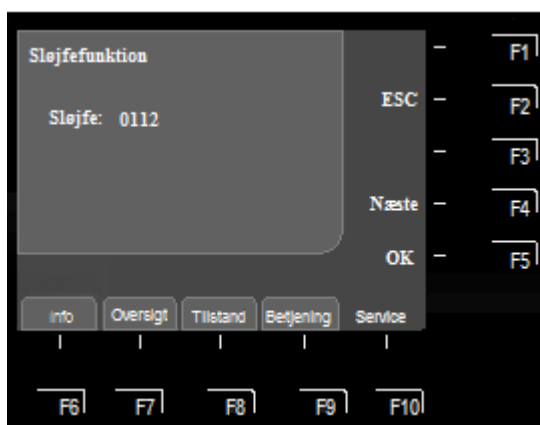 Sløjfefunktion
F1
ESC
F2
Sløjfe: 0112
F3
Næste
F4
OK
F5
Info Oversigt Tilstand Betjening Service
F6 F7 F8 F9 F10